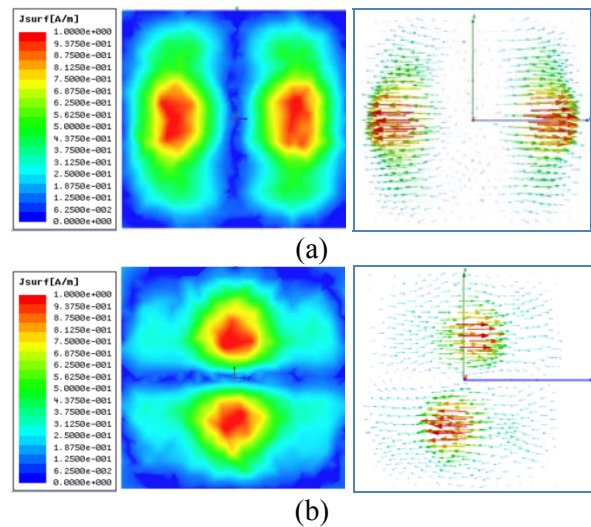 Jsurf[A/m]
1.0000e+000
9.3750e-001
8.7500e-001
8.1250e-001
7.5000e-001
6.8750e-001
6.2500e-001
5.6250e-001
5.0000e-001
4.3750e-001
3.7500e-001
3.1250e-001
2.5000e-001
1.8750e-001
1.2500e-001
6.2500e-002
0.0000e+000
(a)
Jsurf[A/m]
1.0000e+000
9.3750e-001
8.7500e-001
8.1250e-001
7.5000e-001
6.8750e-001
6.2500e-001
5.6250e-001
5.0000e-001
4.3750e-001
3.7500e-001
3.1250e-001
2.5000e-001
1.8750e-001
1.2500e-001
6.2500e-002
0.0000e+000
(b)